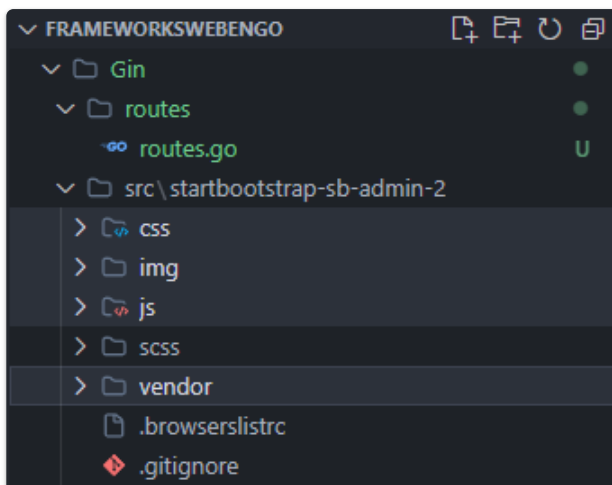 FRAMEWORKSWEBENGO
Gin
routes
GO routes.go U
src\startbootstrap-sb-admin-2
css
img
js
scss
vendor
.browserslistrc
.gitignore